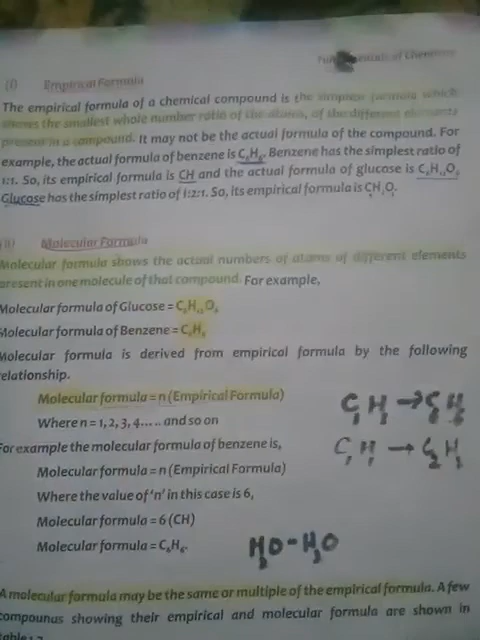 Fundamentals of Chemistry
(i) Empirical Formula
The empirical formula of a chemical compound is the simplest formula which
shows the smallest whole number ratio of the atoms, of the different elements
present in a compound. It may not be the actual formula of the compound. For
example, the actual formula of benzene is C₆H₆. Benzene has the simplest ratio of
1:1. So, its empirical formula is CH and the actual formula of glucose is C₆H₁₂O₆
Glucose has the simplest ratio of 1:2:1. So, its empirical formula is CH₂O.
(ii) Molecular Formula
Molecular formula shows the actual numbers of atoms of different elements
present in one molecule of that compound. For example,
Molecular formula of Glucose = C₆H₁₂O₆
Molecular formula of Benzene = C₆H₆
Molecular formula is derived from empirical formula by the following
relationship.
Molecular formula = n (Empirical Formula)
Where n = 1, 2, 3, 4..... and so on
For example the molecular formula of benzene is,
Molecular formula = n (Empirical Formula)
Where the value of 'n' in this case is 6,
Molecular formula = 6 (CH)
Molecular formula = C₆H₆.
H₂O-H₂O
A molecular formula may be the same or multiple of the empirical formula. A few
compounus showing their empirical and molecular formula are shown in